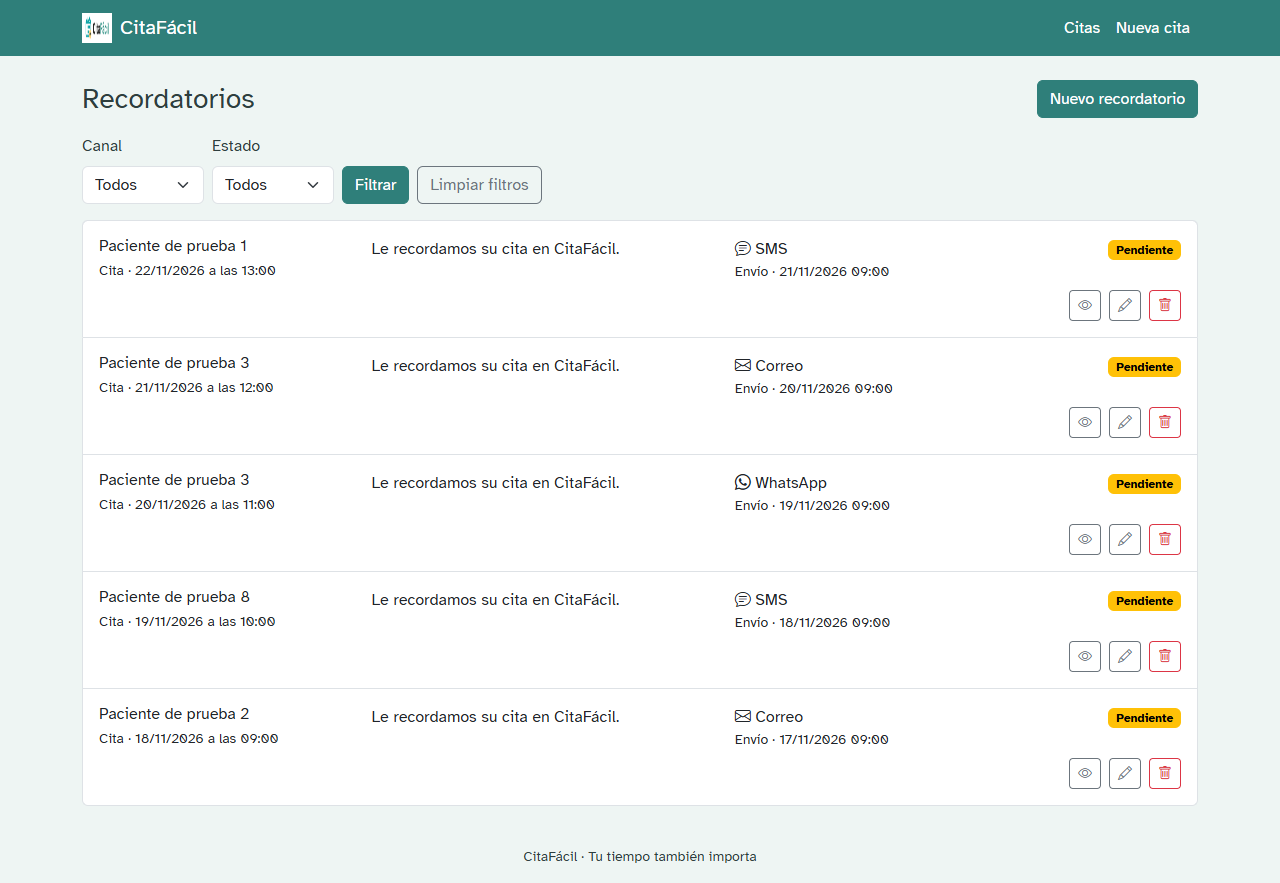 CitaFácil
Citas Nueva cita
Recordatorios
Nuevo recordatorio
Canal Estado
Todos Todos Filtrar Limpiar filtros
Paciente de prueba 1 Le recordamos su cita en CitaFácil. SMS Pendiente
Cita · 22/11/2026 a las 13:00 Envío · 21/11/2026 09:00
Paciente de prueba 3 Le recordamos su cita en CitaFácil. Correo Pendiente
Cita · 21/11/2026 a las 12:00 Envío · 20/11/2026 09:00
Paciente de prueba 3 Le recordamos su cita en CitaFácil. WhatsApp Pendiente
Cita · 20/11/2026 a las 11:00 Envío · 19/11/2026 09:00
Paciente de prueba 8 Le recordamos su cita en CitaFácil. SMS Pendiente
Cita · 19/11/2026 a las 10:00 Envío · 18/11/2026 09:00
Paciente de prueba 2 Le recordamos su cita en CitaFácil. Correo Pendiente
Cita · 18/11/2026 a las 09:00 Envío · 17/11/2026 09:00
CitaFácil · Tu tiempo también importa